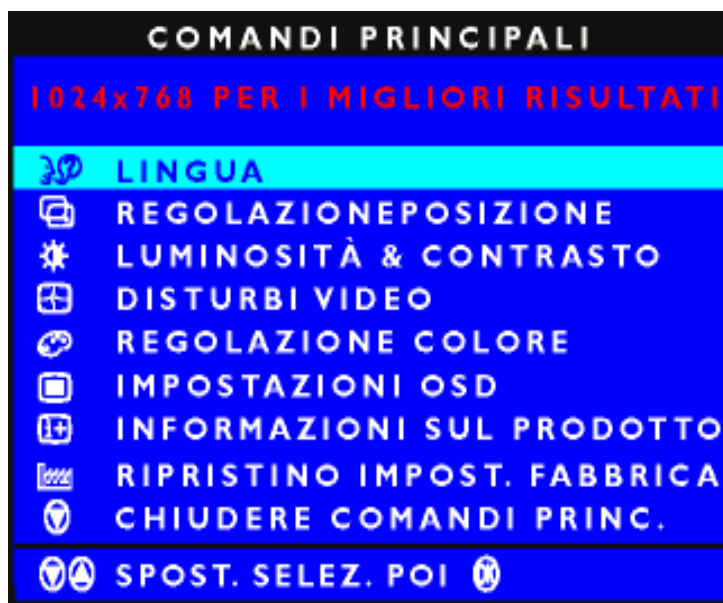 COMANDI PRINCIPALI
1024x768 PER I MIGLIORI RISULTATI
LINGUA
REGOLAZIONEPOSIZIONE
LUMINOSITÀ & CONTRASTO
DISTURBI VIDEO
REGOLAZIONE COLORE
IMPOSTAZIONI OSD
INFORMAZIONI SUL PRODOTTO
RIPRISTINO IMPOST. FABBRICA
CHIUDERE COMANDI PRINC.
SPOST. SELEZ. POI OK